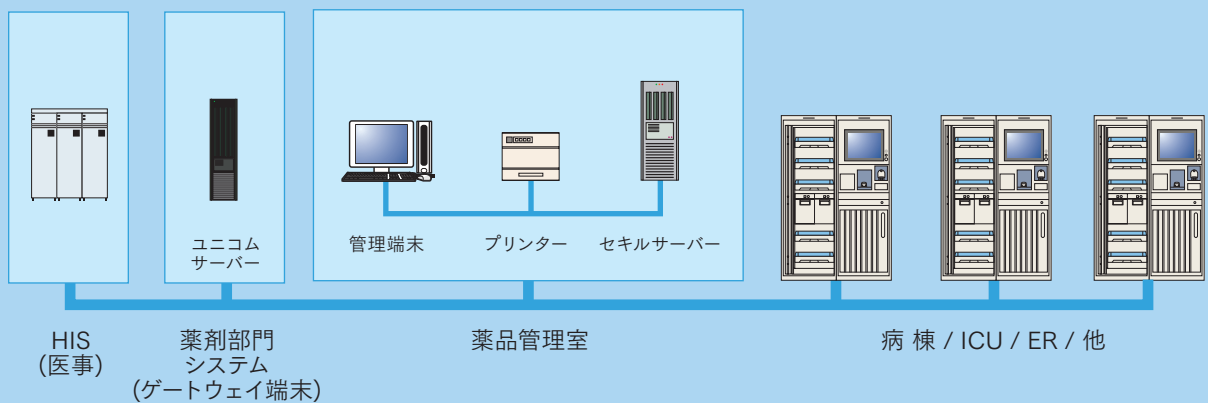 ユニコム
サーバー
管理端末
プリンター
セキルサーバー
HIS
(医事)
薬剤部門
システム
(ゲートウェイ端末)
薬品管理室
病棟 / ICU / ER / 他